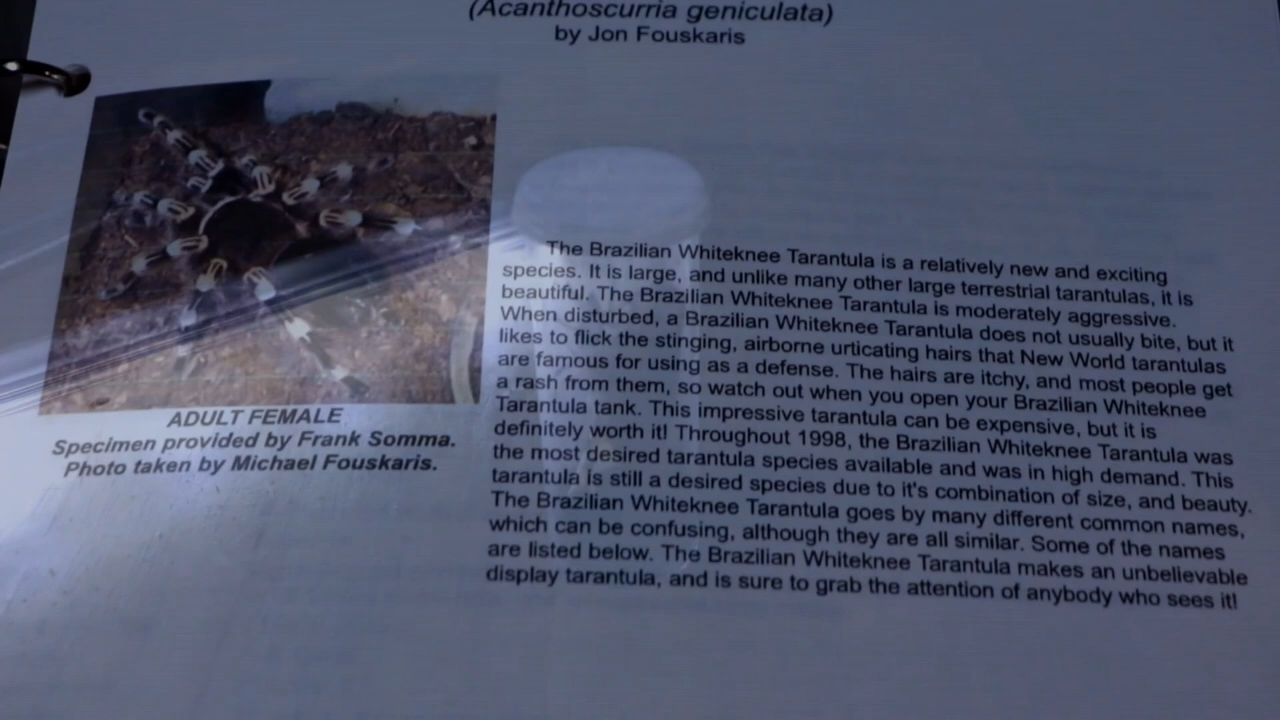 (Acanthoscurria geniculata)
by Jon Fouskaris
ADULT FEMALE
Specimen provided by Frank Somma.
Photo taken by Michael Fouskaris.
The Brazilian Whiteknee Tarantula is a relatively new and exciting
species. It is large, and unlike many other large terrestrial tarantulas, it is
beautiful. The Brazilian Whiteknee Tarantula is moderately aggressive.
When disturbed, a Brazilian Whiteknee Tarantula does not usually bite, but it
likes to flick the stinging, airborne urticating hairs that New World tarantulas
are famous for using as a defense. The hairs are itchy, and most people get
a rash from them, so watch out when you open your Brazilian Whiteknee
Tarantula tank. This impressive tarantula can be expensive, but it is
definitely worth it! Throughout 1998, the Brazilian Whiteknee Tarantula was
the most desired tarantula species available and was in high demand. This
tarantula is still a desired species due to it's combination of size, and beauty.
The Brazilian Whiteknee Tarantula goes by many different common names,
which can be confusing, although they are all similar. Some of the names
are listed below. The Brazilian Whiteknee Tarantula makes an unbelievable
display tarantula, and is sure to grab the attention of anybody who sees it!